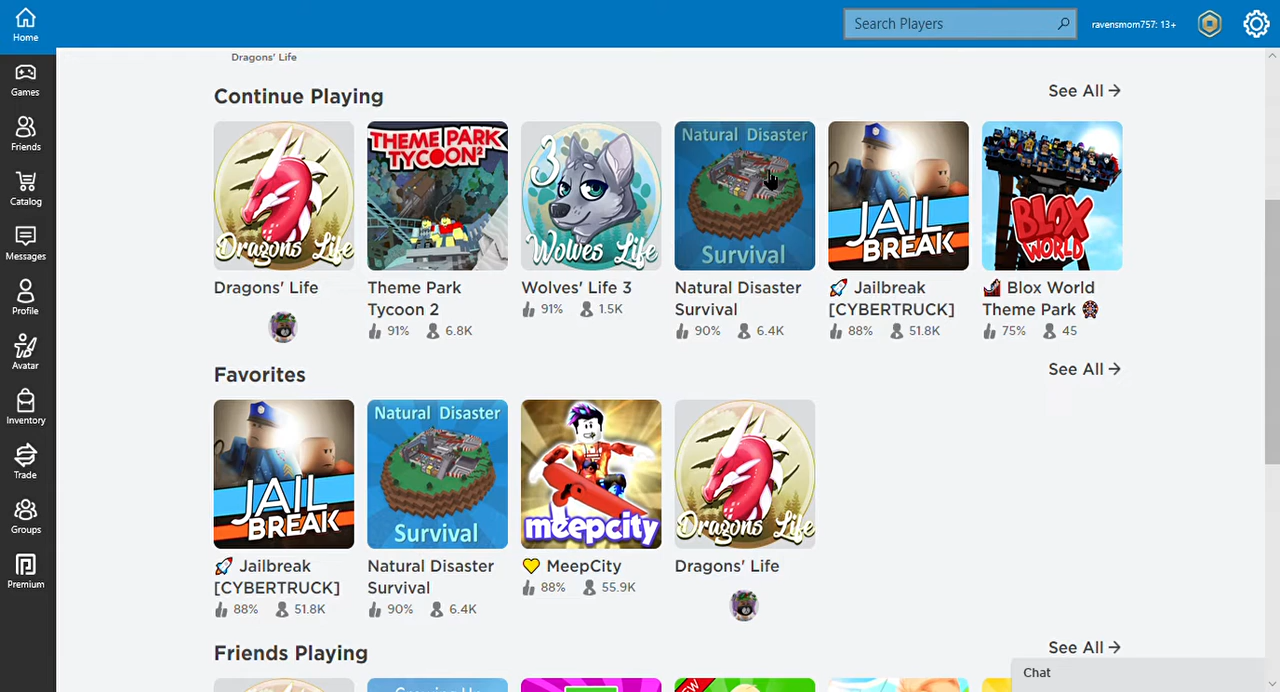 Home
Search Players
ravensmom757: 13+
Games
Friends
Catalog
Messages
Profile
Avatar
Inventory
Trade
Groups
Premium
Dragons' Life
Continue Playing
See All →
Dragons Life
THEME PARK
TYCOON 2
3
Wolves Life
Natural Disaster
Survival
JAIL
BREAK
BLOX
WORLD
Dragons' Life
Theme Park
Tycoon 2
91% 6.8K
Wolves' Life 3
91% 1.5K
Natural Disaster
Survival
90% 6.4K
🚀 Jailbreak
[CYBERTRUCK]
88% 51.8K
🎢 Blox World
Theme Park 🎡
75% 45
Favorites
See All →
JAIL
BREAK
Natural Disaster
Survival
meepcity
Dragons Life
🚀 Jailbreak
[CYBERTRUCK]
88% 51.8K
Natural Disaster
Survival
90% 6.4K
💛 MeepCity
88% 55.9K
Dragons' Life
Friends Playing
See All →
NEW
Chat